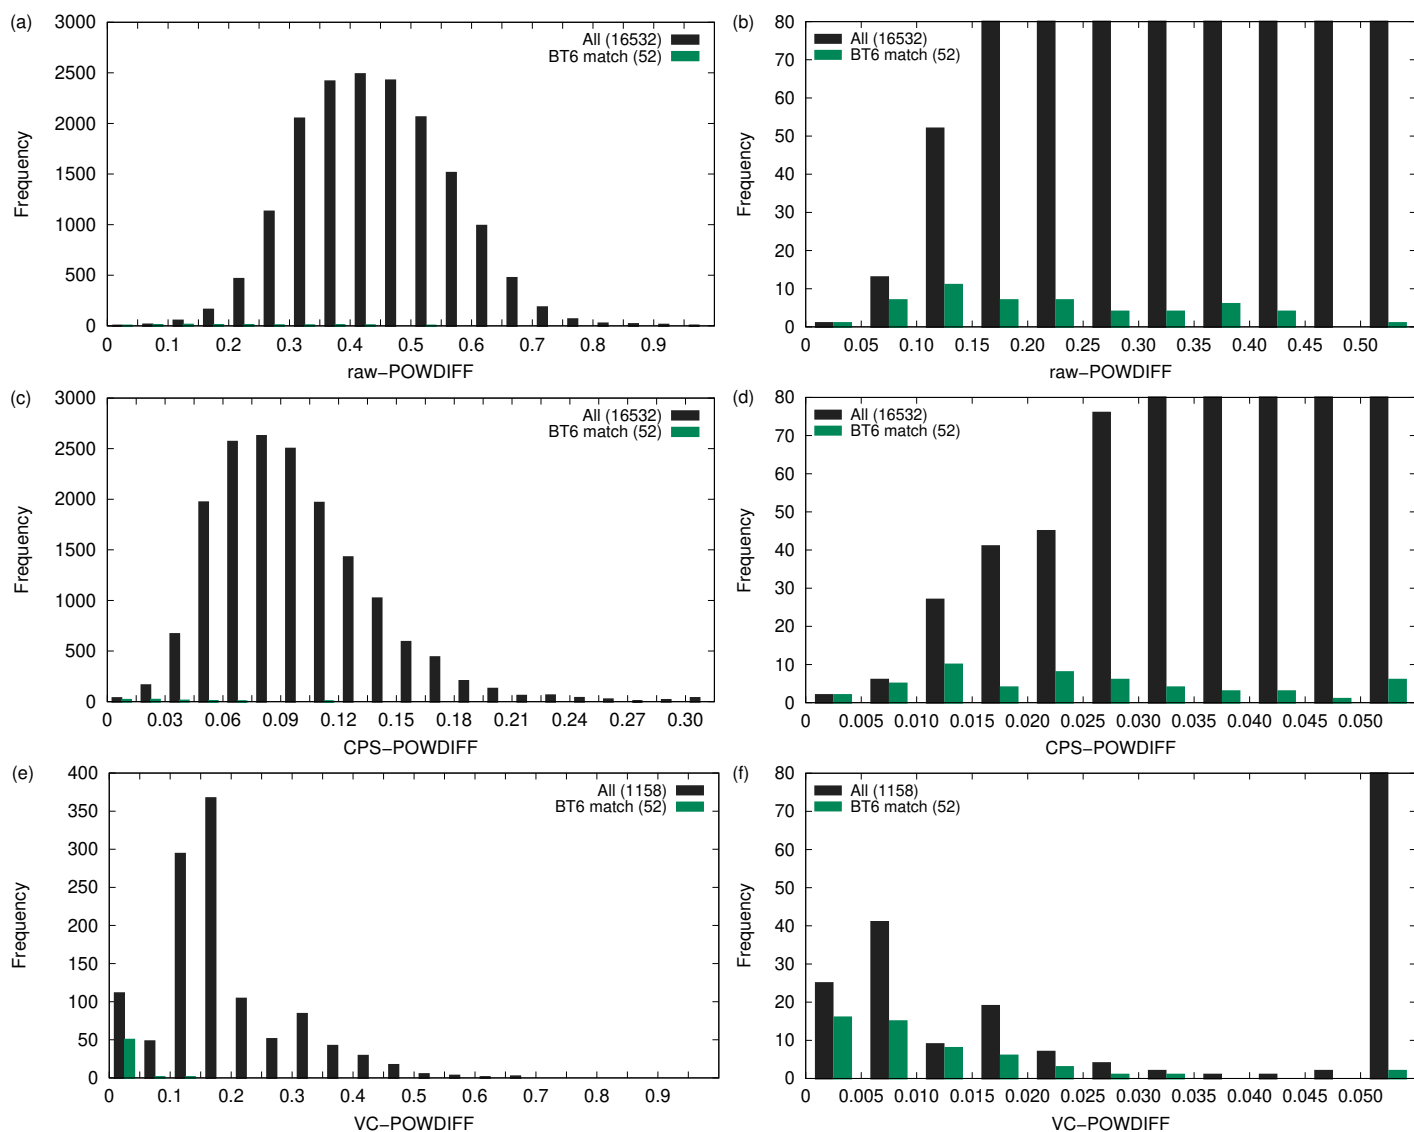 (a)
3000
2500
2000
1500
1000
500
0
Frequency
All (16532)
BT6 match (52)
0 0.1 0.2 0.3 0.4 0.5 0.6 0.7 0.8 0.9
raw-POWDIFF
(b)
80
70
60
50
40
30
20
10
0
Frequency
All (16532)
BT6 match (52)
0 0.05 0.10 0.15 0.20 0.25 0.30 0.35 0.40 0.45 0.50
raw-POWDIFF
(c)
3000
2500
2000
1500
1000
500
0
Frequency
All (16532)
BT6 match (52)
0 0.03 0.06 0.09 0.12 0.15 0.18 0.21 0.24 0.27 0.30
CPS-POWDIFF
(d)
80
70
60
50
40
30
20
10
0
Frequency
All (16532)
BT6 match (52)
0 0.005 0.010 0.015 0.020 0.025 0.030 0.035 0.040 0.045 0.050
CPS-POWDIFF
(e)
400
350
300
250
200
150
100
50
0
Frequency
All (1158)
BT6 match (52)
0 0.1 0.2 0.3 0.4 0.5 0.6 0.7 0.8 0.9
VC-POWDIFF
(f)
80
70
60
50
40
30
20
10
0
Frequency
All (1158)
BT6 match (52)
0 0.005 0.010 0.015 0.020 0.025 0.030 0.035 0.040 0.045 0.050
VC-POWDIFF